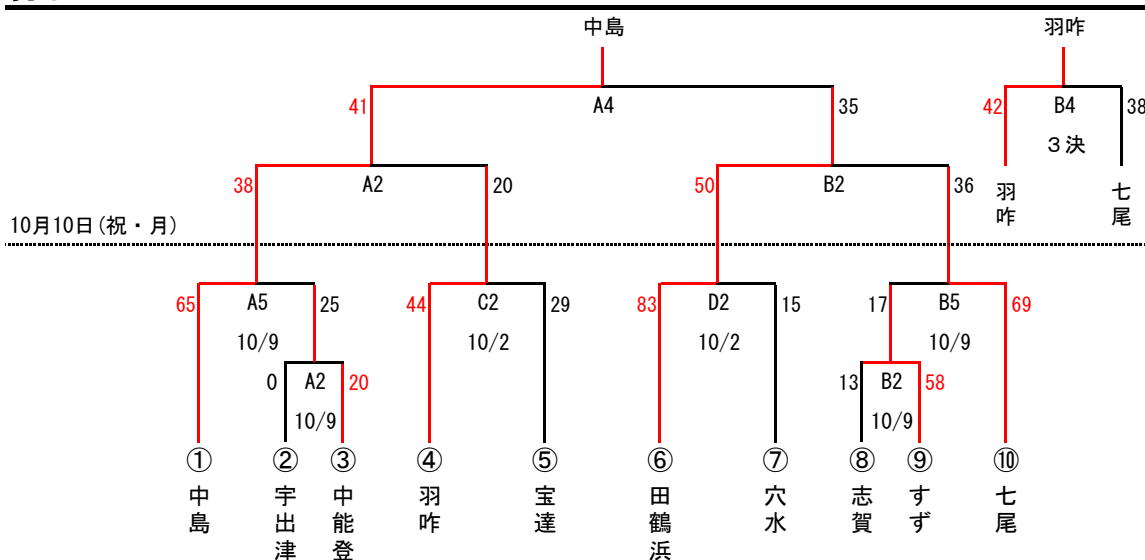 中島 羽咋
41 A4 35 42 B4 38
3決
38 A2 20 50 B2 36 羽咋 七尾
10月10日(祝・月)
65 A5 25 44 C2 29 83 D2 15 17 B5 69
10/9 10/2 10/2 10/9
0 A2 20 13 B2 58
10/9 10/9
① ② ③ ④ ⑤ ⑥ ⑦ ⑧ ⑨ ⑩
中島 宇出津 中能登 羽咋 宝達 田鶴浜 穴水 志賀 すず 七尾